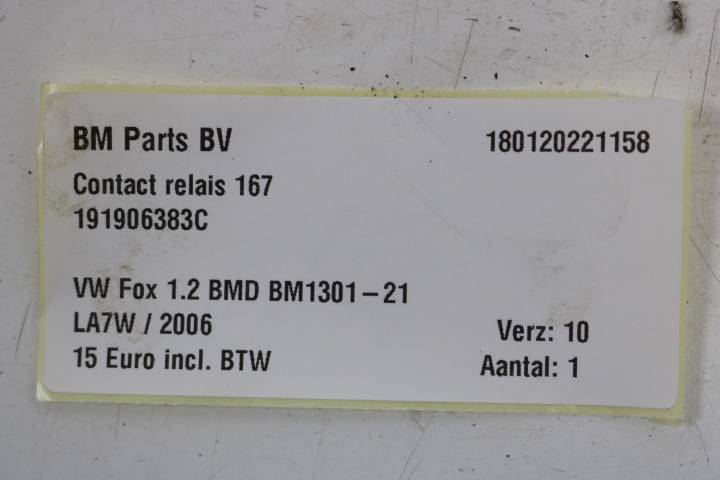 BM Parts BV 180120221158
Contact relais 167
191906383C
VW Fox 1.2 BMD BM1301-21
LA7W / 2006 Verz: 10
15 Euro incl. BTW Aantal: 1